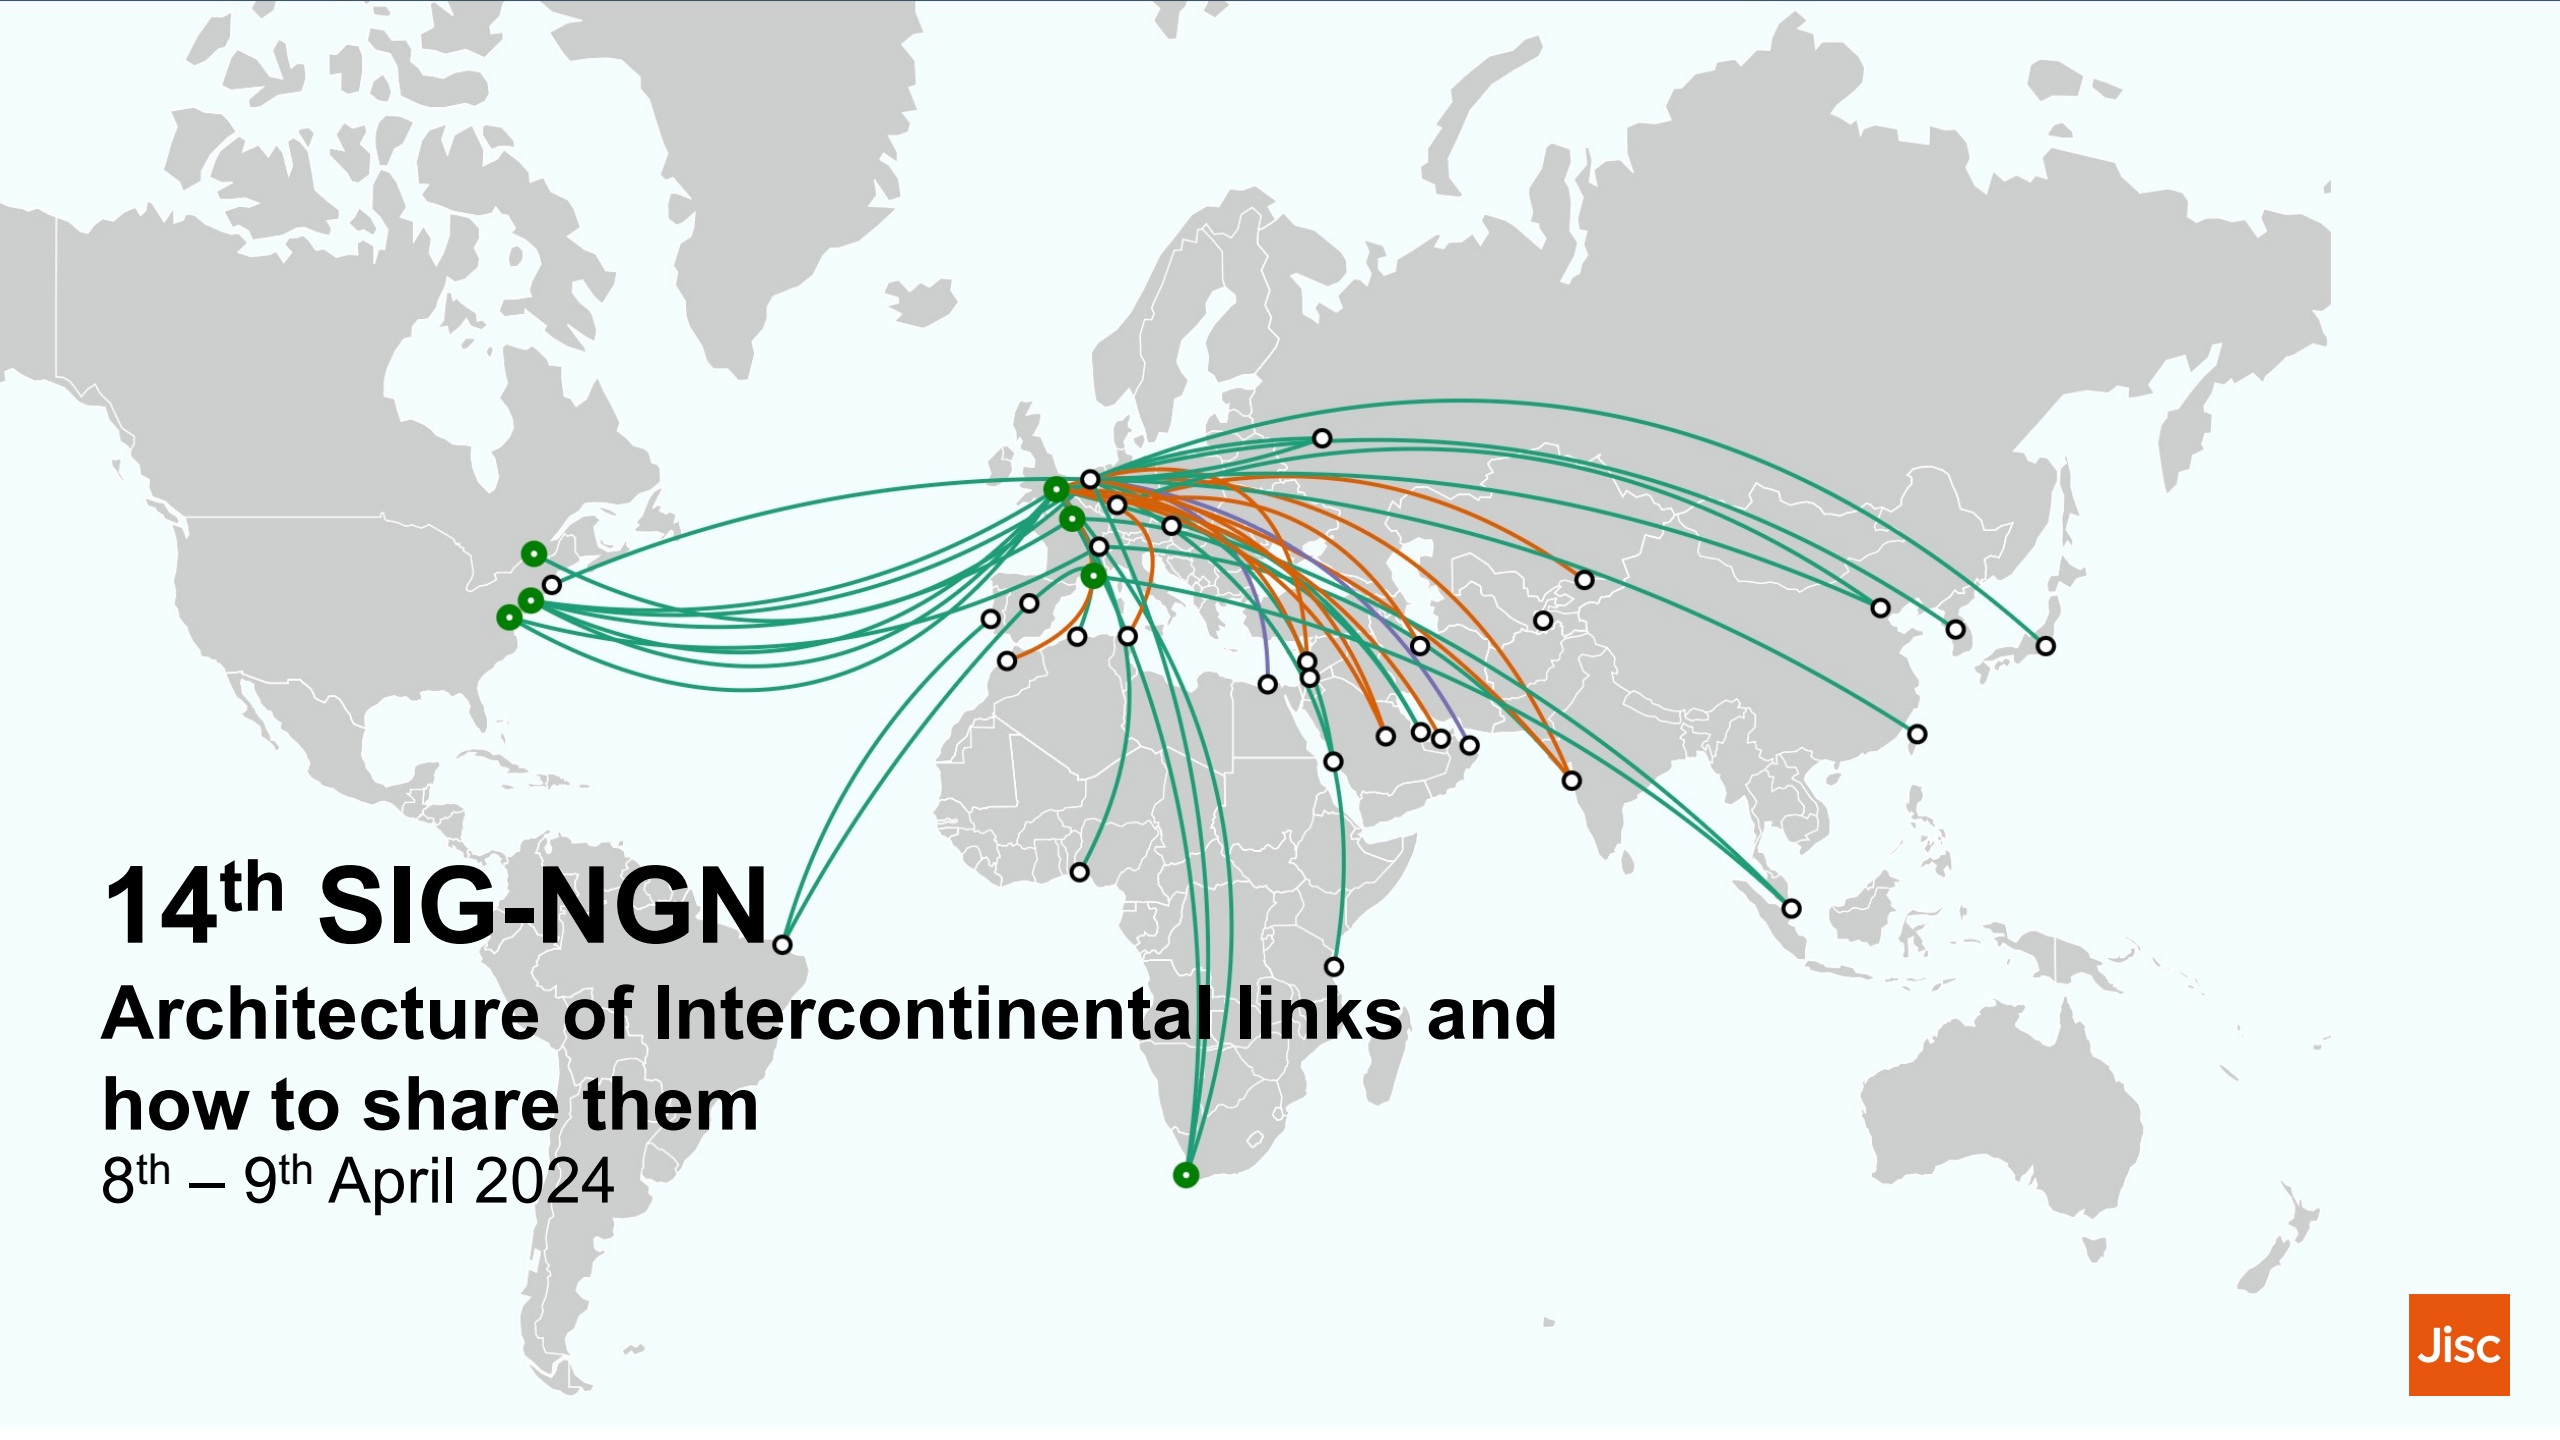 14th SIG-NGN
Architecture of Intercontinental links and
how to share them
8th – 9th April 2024
Jisc